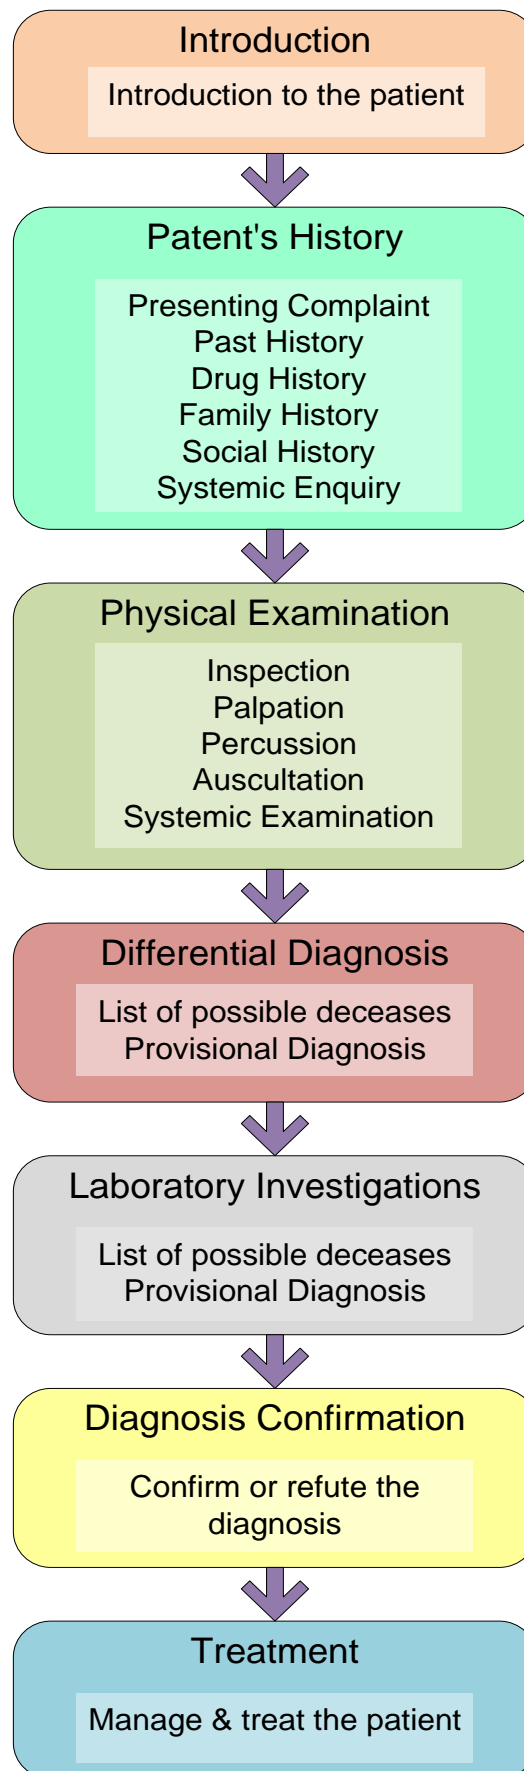 Introduction
Introduction to the patient
Patent's History
Presenting Complaint
Past History
Drug History
Family History
Social History
Systemic Enquiry
Physical Examination
Inspection
Palpation
Percussion
Auscultation
Systemic Examination
Differential Diagnosis
List of possible deceases
Provisional Diagnosis
Laboratory Investigations
List of possible deceases
Provisional Diagnosis
Diagnosis Confirmation
Confirm or refute the
diagnosis
Treatment
Manage & treat the patient